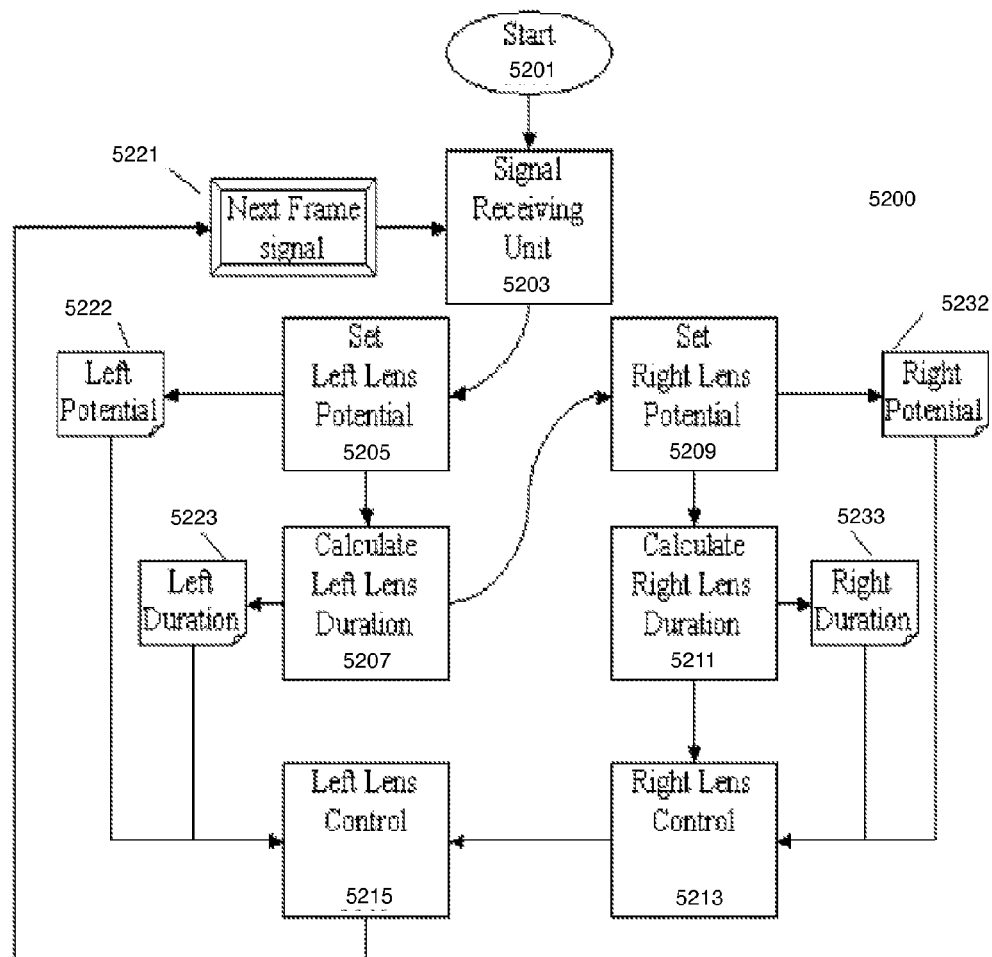 Start
5201
5221
Next Frame
signal
Signal
Receiving
Unit
5203
5200
5222
Left
Potential
Set
Left Lens
Potential
5205
Set
Right Lens
Potential
5209
5232
Right
Potential
5223
Left
Duration
Calculate
Left Lens
Duration
5207
Calculate
Right Lens
Duration
5211
5233
Right
Duration
Left Lens
Control
5215
Right Lens
Control
5213